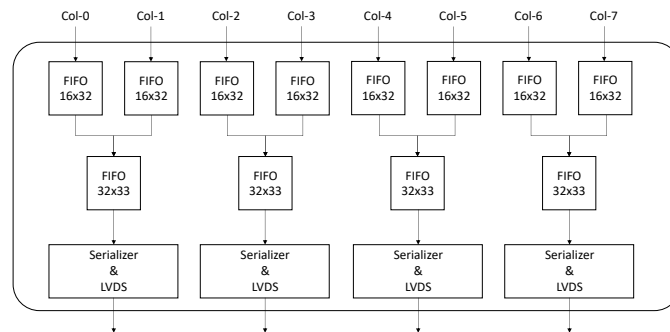 Col-0 Col-1 Col-2 Col-3 Col-4 Col-5 Col-6 Col-7
FIFO FIFO FIFO FIFO FIFO FIFO FIFO FIFO
16x32 16x32 16x32 16x32 16x32 16x32 16x32 16x32
FIFO FIFO FIFO FIFO
32x33 32x33 32x33 32x33
Serializer Serializer Serializer Serializer
& & & &
LVDS LVDS LVDS LVDS